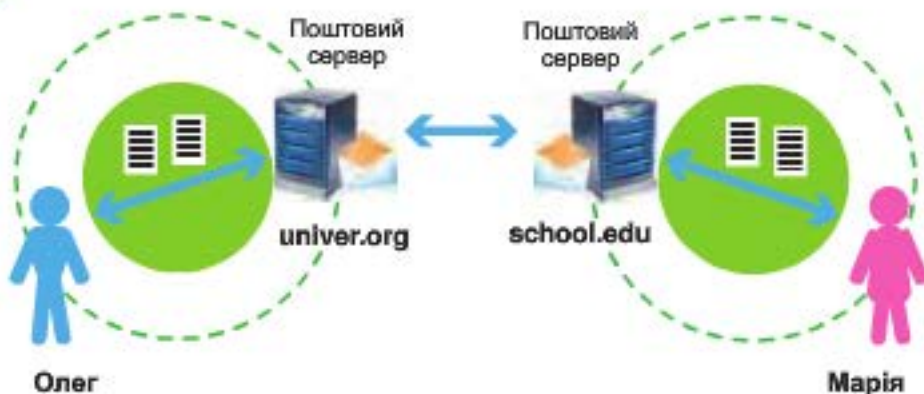 Поштовий
сервер
Поштовий
сервер
univer.org
school.edu
Олег
Марія